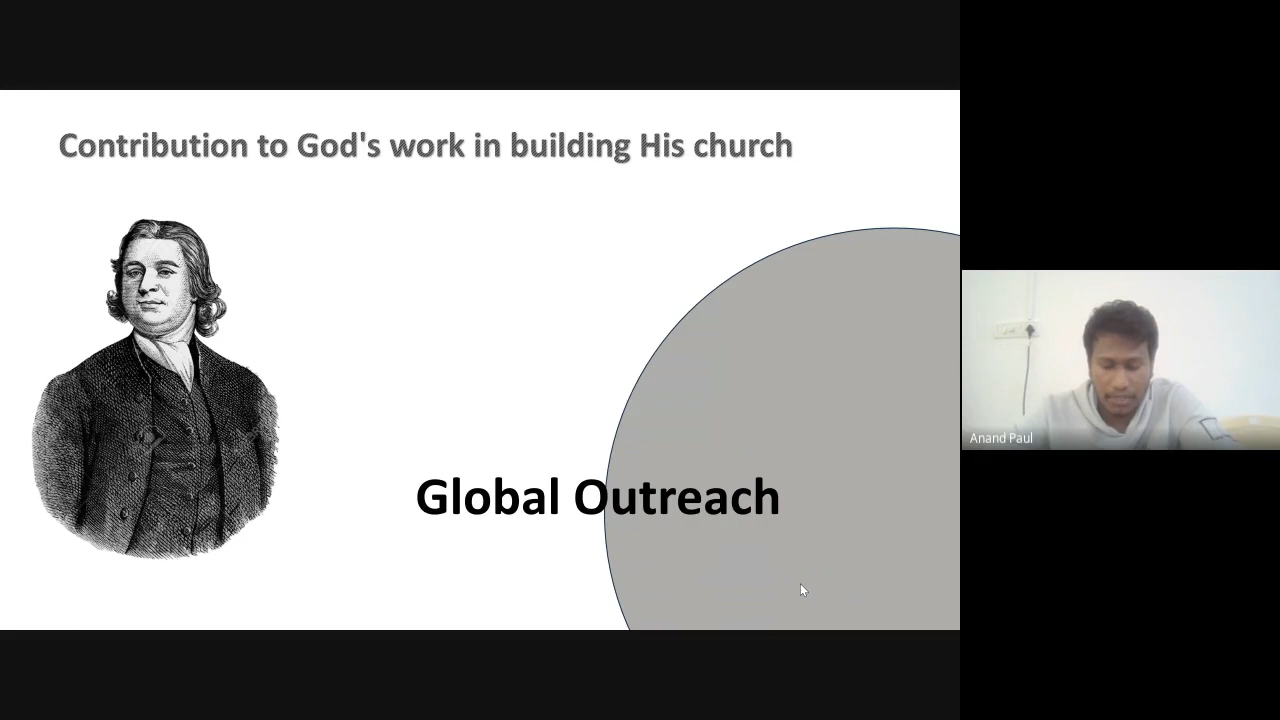 Contribution to God's work in building His church
Global Outreach
Anand Paul